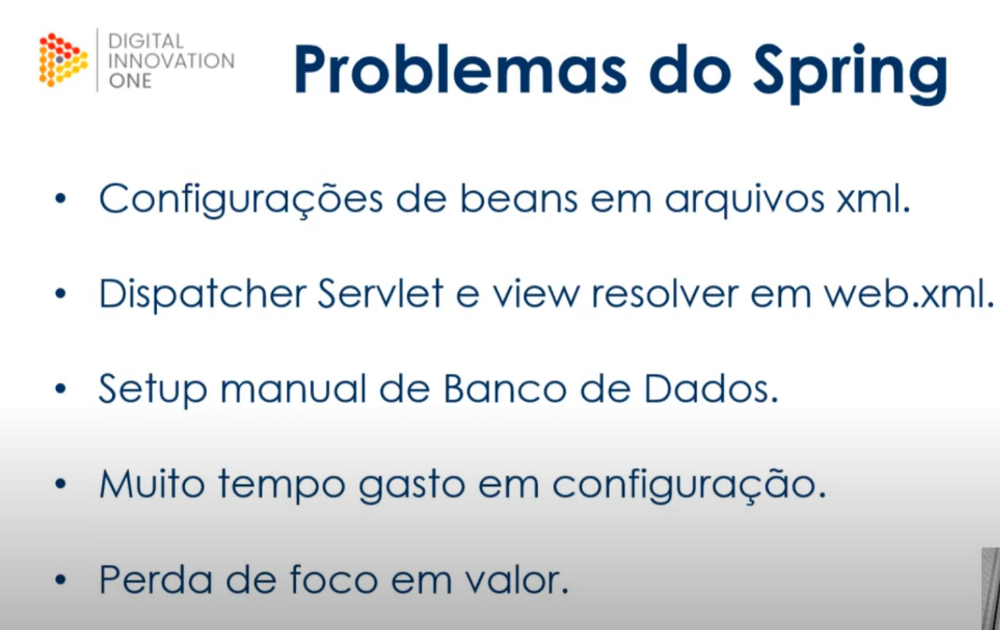 DIGITAL
INNOVATION
ONE
Problemas do Spring
• Configurações de beans em arquivos xml.
• Dispatcher Servlet e view resolver em web.xml.
• Setup manual de Banco de Dados.
• Muito tempo gasto em configuração.
• Perda de foco em valor.